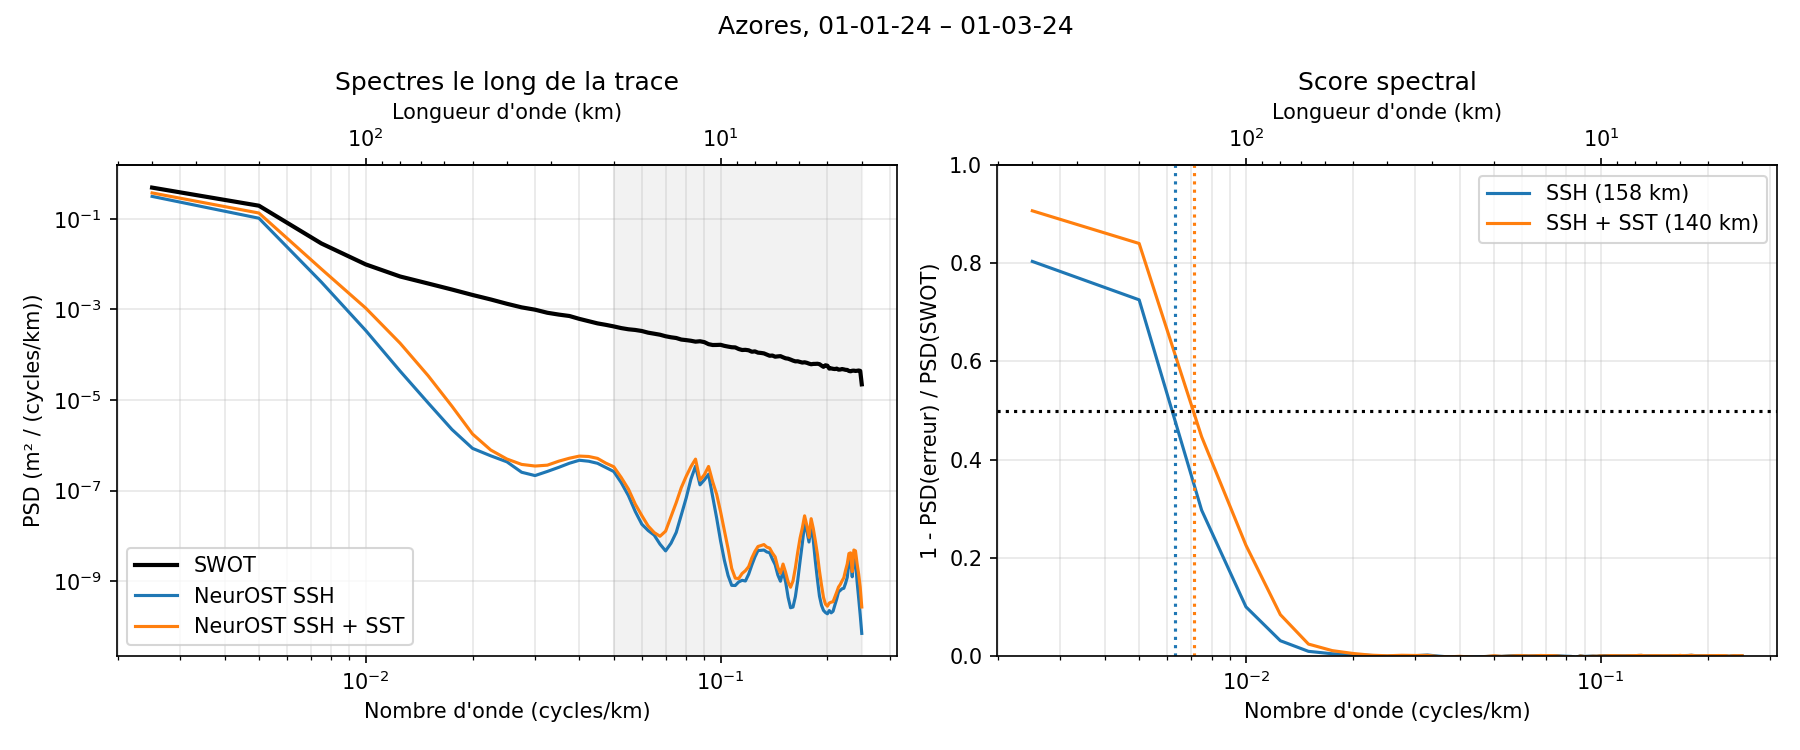 Azores, 01-01-24 – 01-03-24
Spectres le long de la trace
Longueur d'onde (km)
10² 10¹
PSD (m² / (cycles/km))
10⁻¹
10⁻³
10⁻⁵
10⁻⁷
10⁻⁹
SWOT
NeurOST SSH
NeurOST SSH + SST
10⁻² 10⁻¹
Nombre d'onde (cycles/km)
Score spectral
Longueur d'onde (km)
10² 10¹
1 - PSD(erreur) / PSD(SWOT)
1.0
0.8
0.6
0.4
0.2
0.0
SSH (158 km)
SSH + SST (140 km)
10⁻² 10⁻¹
Nombre d'onde (cycles/km)